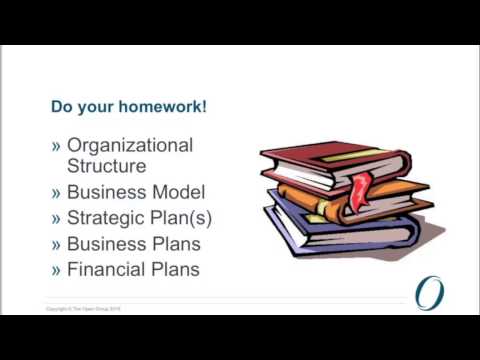 Do your homework!
» Organizational
Structure
» Business Model
» Strategic Plan(s)
» Business Plans
» Financial Plans
Copyright © The Open Group 2015